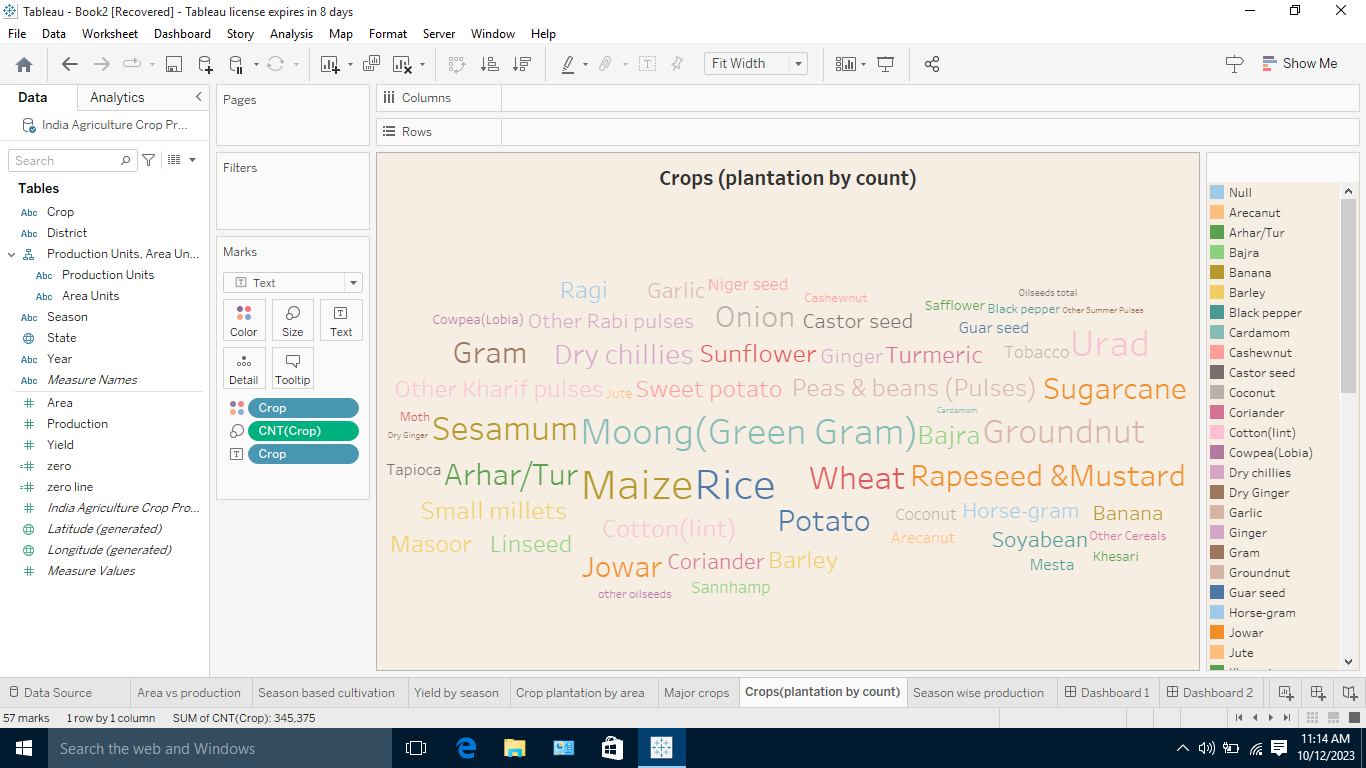 Tableau - Book2 [Recovered] - Tableau license expires in 8 days
File Data Worksheet Dashboard Story Analysis Map Format Server Window Help
Fit Width
Show Me
Data Analytics
India Agriculture Crop Pr...
Search
Tables
Abc Crop
Abc District
Production Units, Area Un...
Abc Production Units
Abc Area Units
Abc Season
State
Abc Year
Abc Measure Names
Area
Production
Yield
zero
zero line
India Agriculture Crop Pro...
Latitude (generated)
Longitude (generated)
Measure Values
Pages
Filters
Marks
Text
Color Size Text
Detail Tooltip
Crop
CNT(Crop)
Crop
Columns
Rows
Crops (plantation by count)
Ragi Garlic Niger seed Cashewnut Oilseeds total
Cowpea(Lobia) Other Rabi pulses Onion Castor seed Safflower Black pepper Other Summer Pulses
Guar seed
Gram Dry chillies Sunflower Ginger Turmeric Tobacco Urad
Other Kharif pulses Jute Sweet potato Peas & beans (Pulses) Sugarcane
Moth Cardamom
Dry Ginger Sesamum Moong(Green Gram) Bajra Groundnut
Tapioca Arhar/Tur Maize Rice Wheat Rapeseed &Mustard
Small millets Cotton(lint) Potato Coconut Horse-gram Banana
Masoor Linseed Arecanut Soyabean Other Cereals
Jowar Coriander Barley Mesta Khesari
other oilseeds Sannhamp
Null
Arecanut
Arhar/Tur
Bajra
Banana
Barley
Black pepper
Cardamom
Cashewnut
Castor seed
Coconut
Coriander
Cotton(lint)
Cowpea(Lobia)
Dry chillies
Dry Ginger
Garlic
Ginger
Gram
Groundnut
Guar seed
Horse-gram
Jowar
Jute
Data Source Area vs production Season based cultivation Yield by season Crop plantation by area Major crops Crops(plantation by count) Season wise production Dashboard 1 Dashboard 2
57 marks 1 row by 1 column SUM of CNT(Crop): 345,375
Search the web and Windows
11:14 AM
10/12/2023